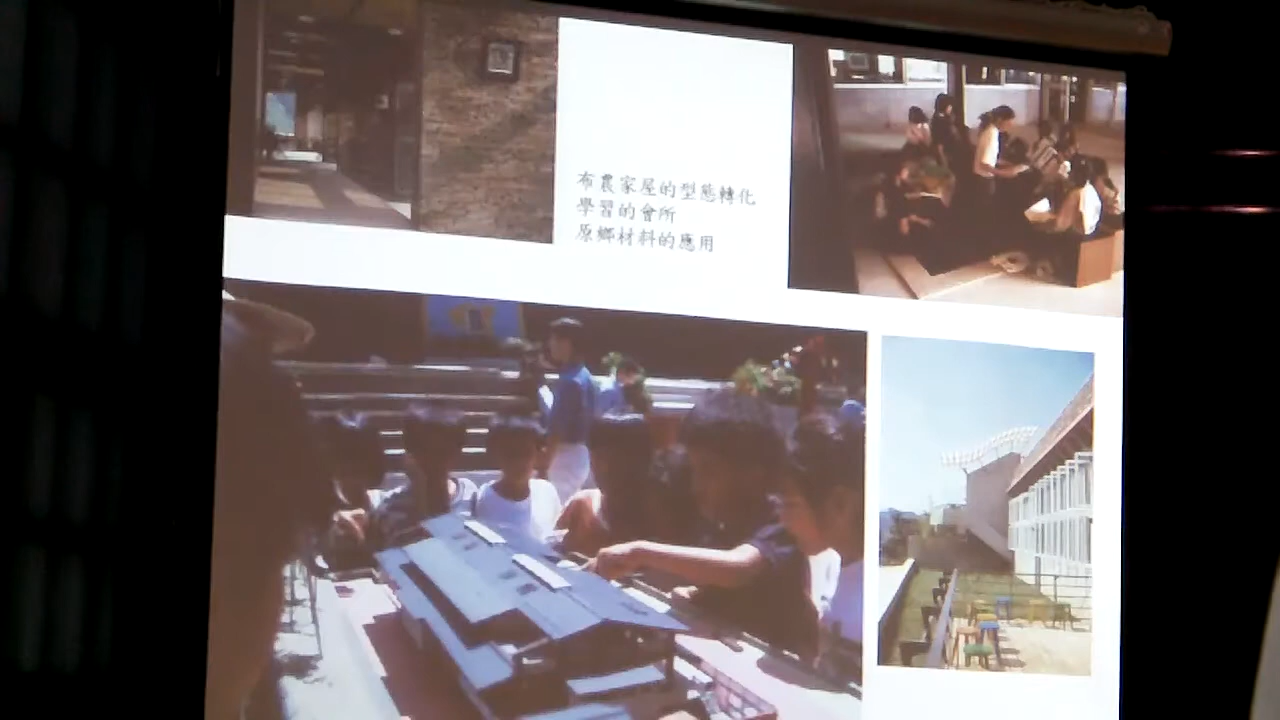 布農家屋的型態轉化
學習的會所
原鄉材料的應用